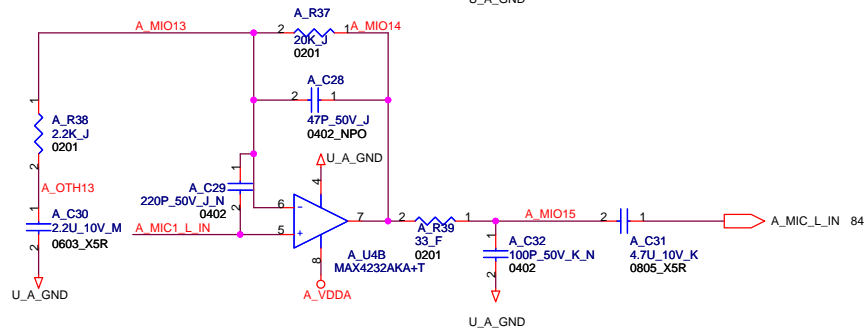 U_A_GND
A_R37
A_MIO13
2
1
A_MIO14
20K_J
0201
A_C28
2
1
47P_50V_J
0402_NPO
1
A_R38
2.2K_J
0201
2
A_OTH13
1
A_C30
2.2U_10V_M
0603_X5R
2
U_A_GND
1
A_C29
220P_50V_J_N
0402
2
A_MIC1_L_IN
U_A_GND
4
6
-
5
+
7
8
A_U4B
MAX4232AKA+T
A_VDDA
2
1
A_R39
33_F
0201
A_MIO15
1
A_C32
100P_50V_K_N
0402
2
U_A_GND
2
1
A_C31
4.7U_10V_K
0805_X5R
A_MIC_L_IN 84